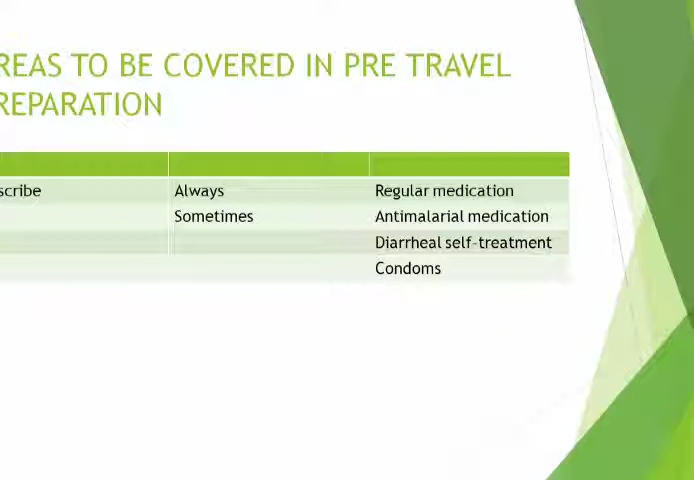 REAS TO BE COVERED IN PRE TRAVEL
REPARATION
scribe Always Regular medication
Sometimes Antimalarial medication
Diarrheal self-treatment
Condoms